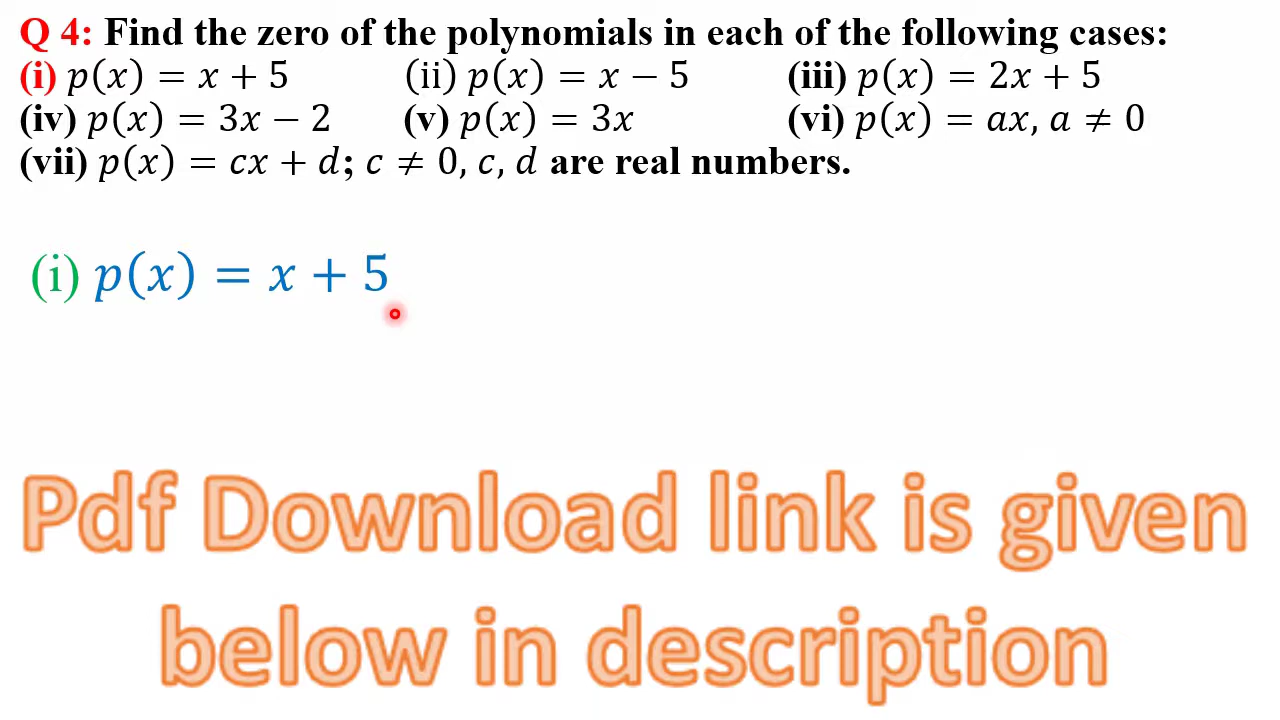 Q 4: Find the zero of the polynomials in each of the following cases:
(i) p(x) = x + 5 (ii) p(x) = x − 5 (iii) p(x) = 2x + 5
(iv) p(x) = 3x − 2 (v) p(x) = 3x (vi) p(x) = ax, a ≠ 0
(vii) p(x) = cx + d; c ≠ 0, c, d are real numbers.
(i) p(x) = x + 5
Pdf Download link is given
below in description